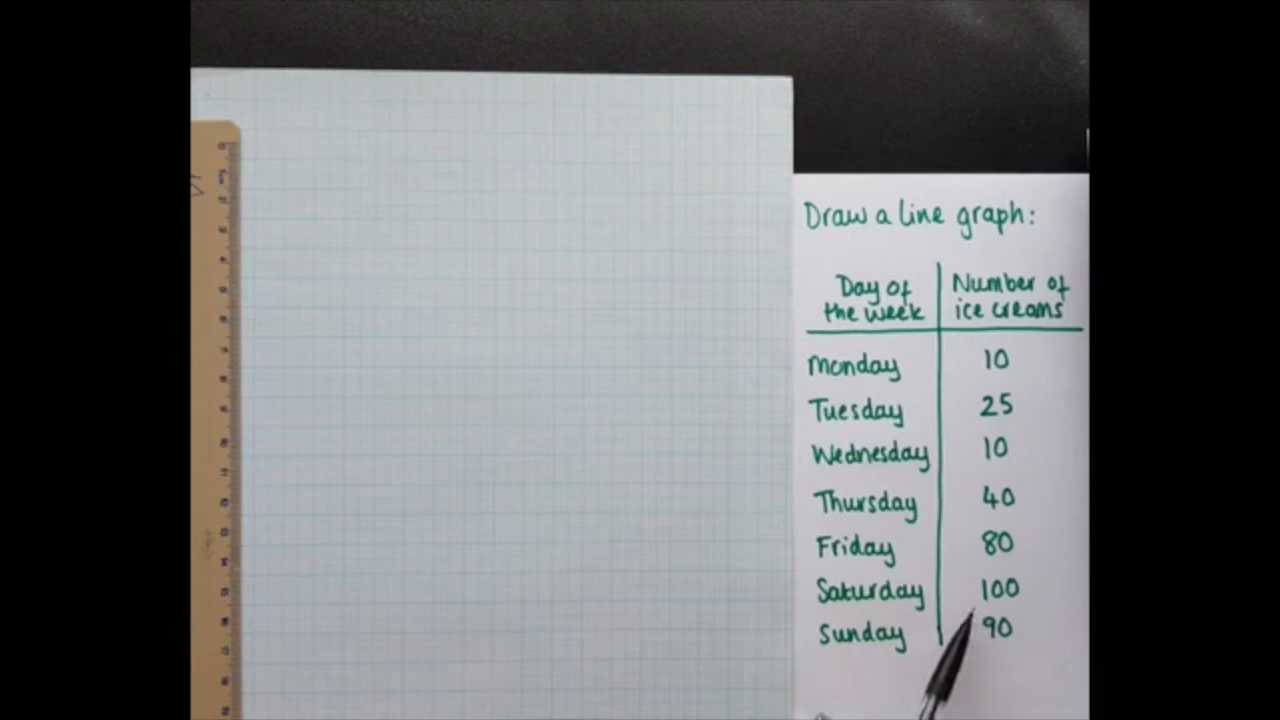 Draw a line graph:
Day of the week | Number of ice creams
Monday 10
Tuesday 25
Wednesday 10
Thursday 40
Friday 80
Saturday 100
Sunday 90